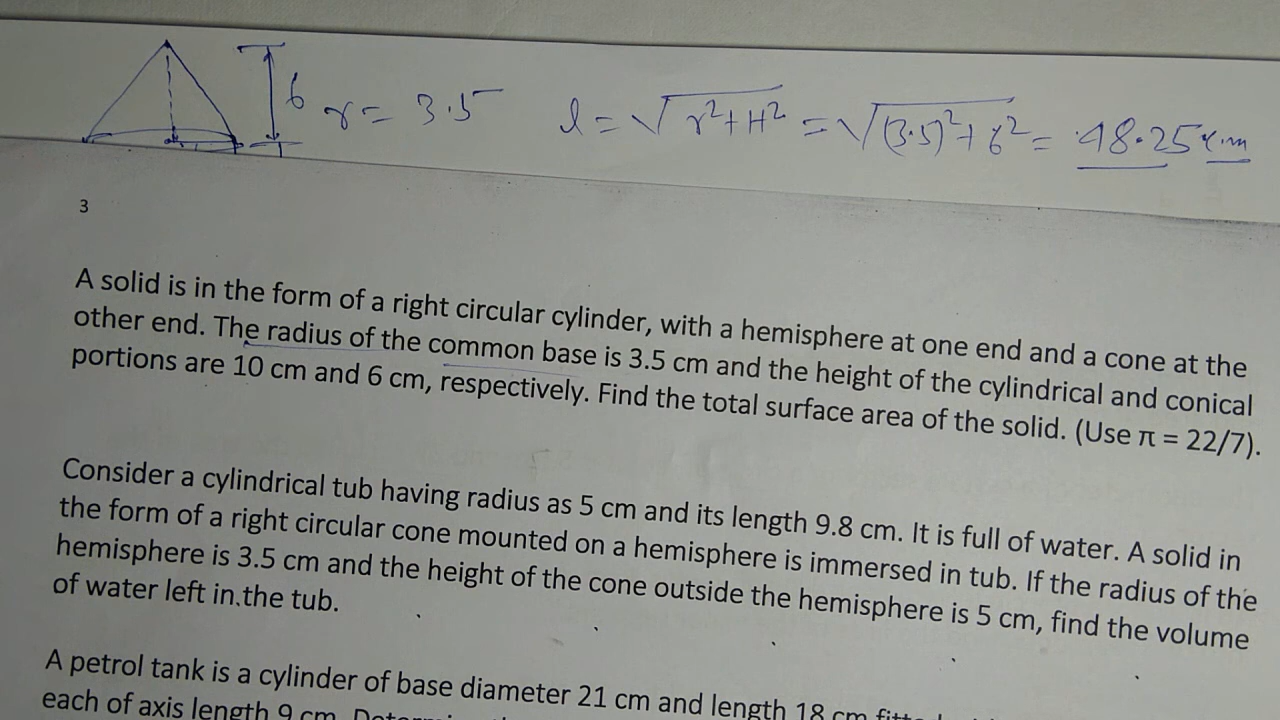 6 r = 3.5 l = √r²+H² = √(3.5)²+6² = 48.25 cm
3
A solid is in the form of a right circular cylinder, with a hemisphere at one end and a cone at the
other end. The radius of the common base is 3.5 cm and the height of the cylindrical and conical
portions are 10 cm and 6 cm, respectively. Find the total surface area of the solid. (Use π = 22/7).
Consider a cylindrical tub having radius as 5 cm and its length 9.8 cm. It is full of water. A solid in
the form of a right circular cone mounted on a hemisphere is immersed in tub. If the radius of the
hemisphere is 3.5 cm and the height of the cone outside the hemisphere is 5 cm, find the volume
of water left in.the tub.
A petrol tank is a cylinder of base diameter 21 cm and length 18 cm
each of axis length 9 cm.